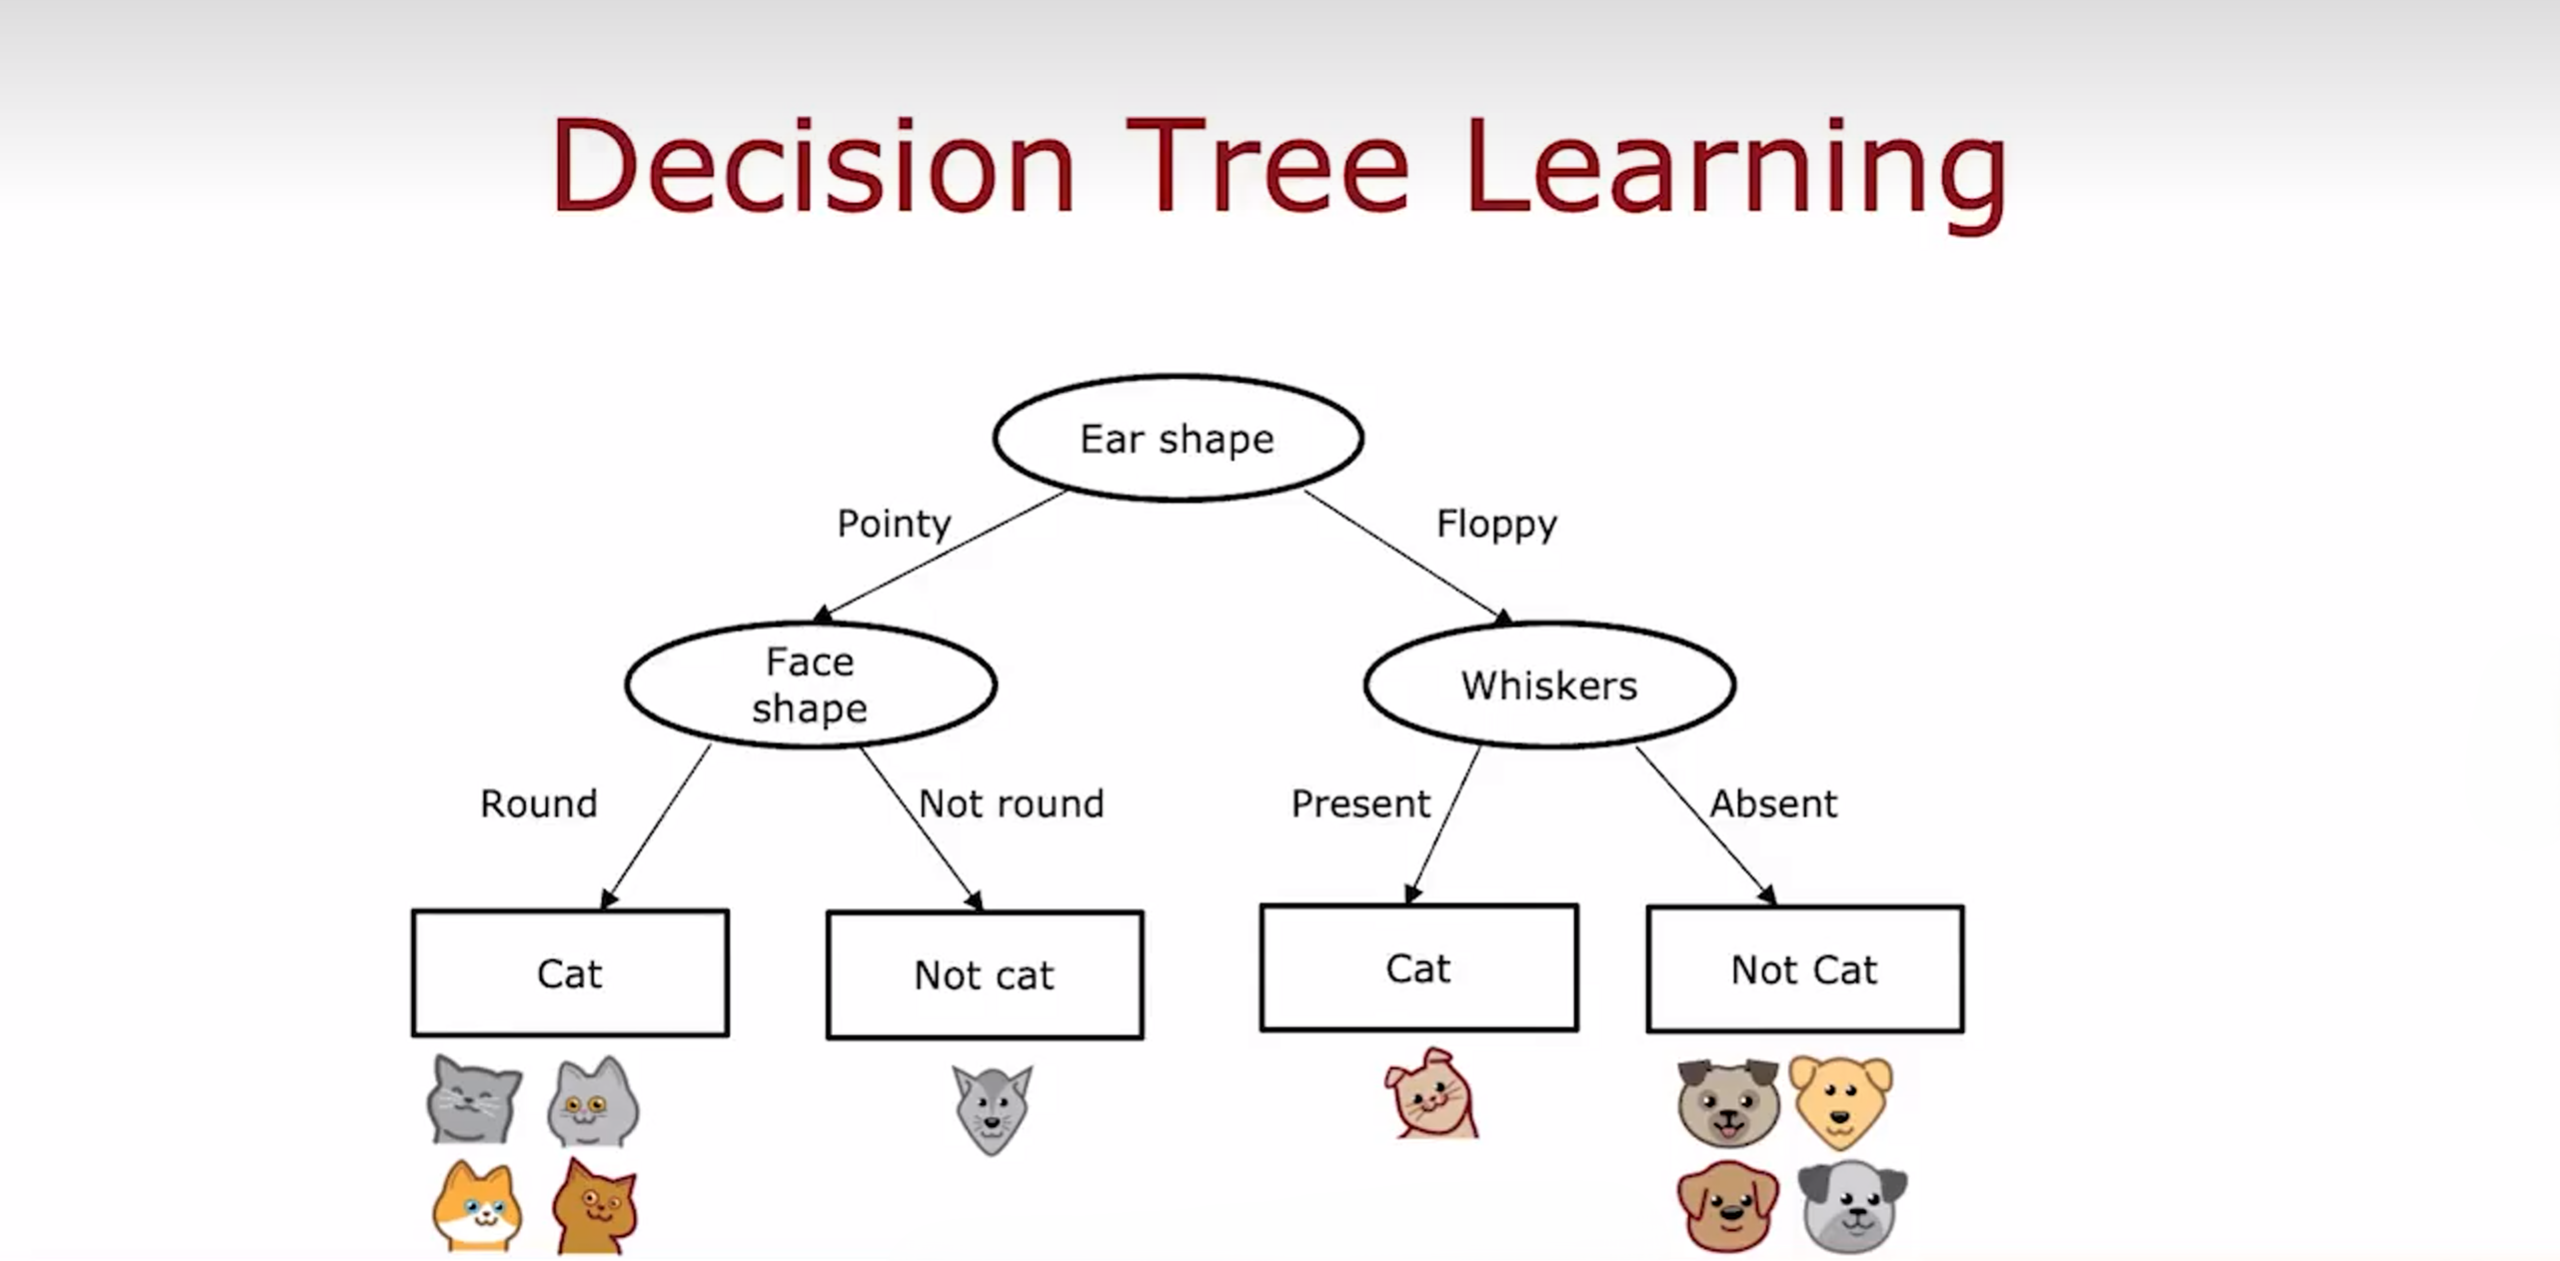 Decision Tree Learning
Ear shape
Pointy
Floppy
Face
shape
Whiskers
Round
Not round
Present
Absent
Cat
Not cat
Cat
Not Cat